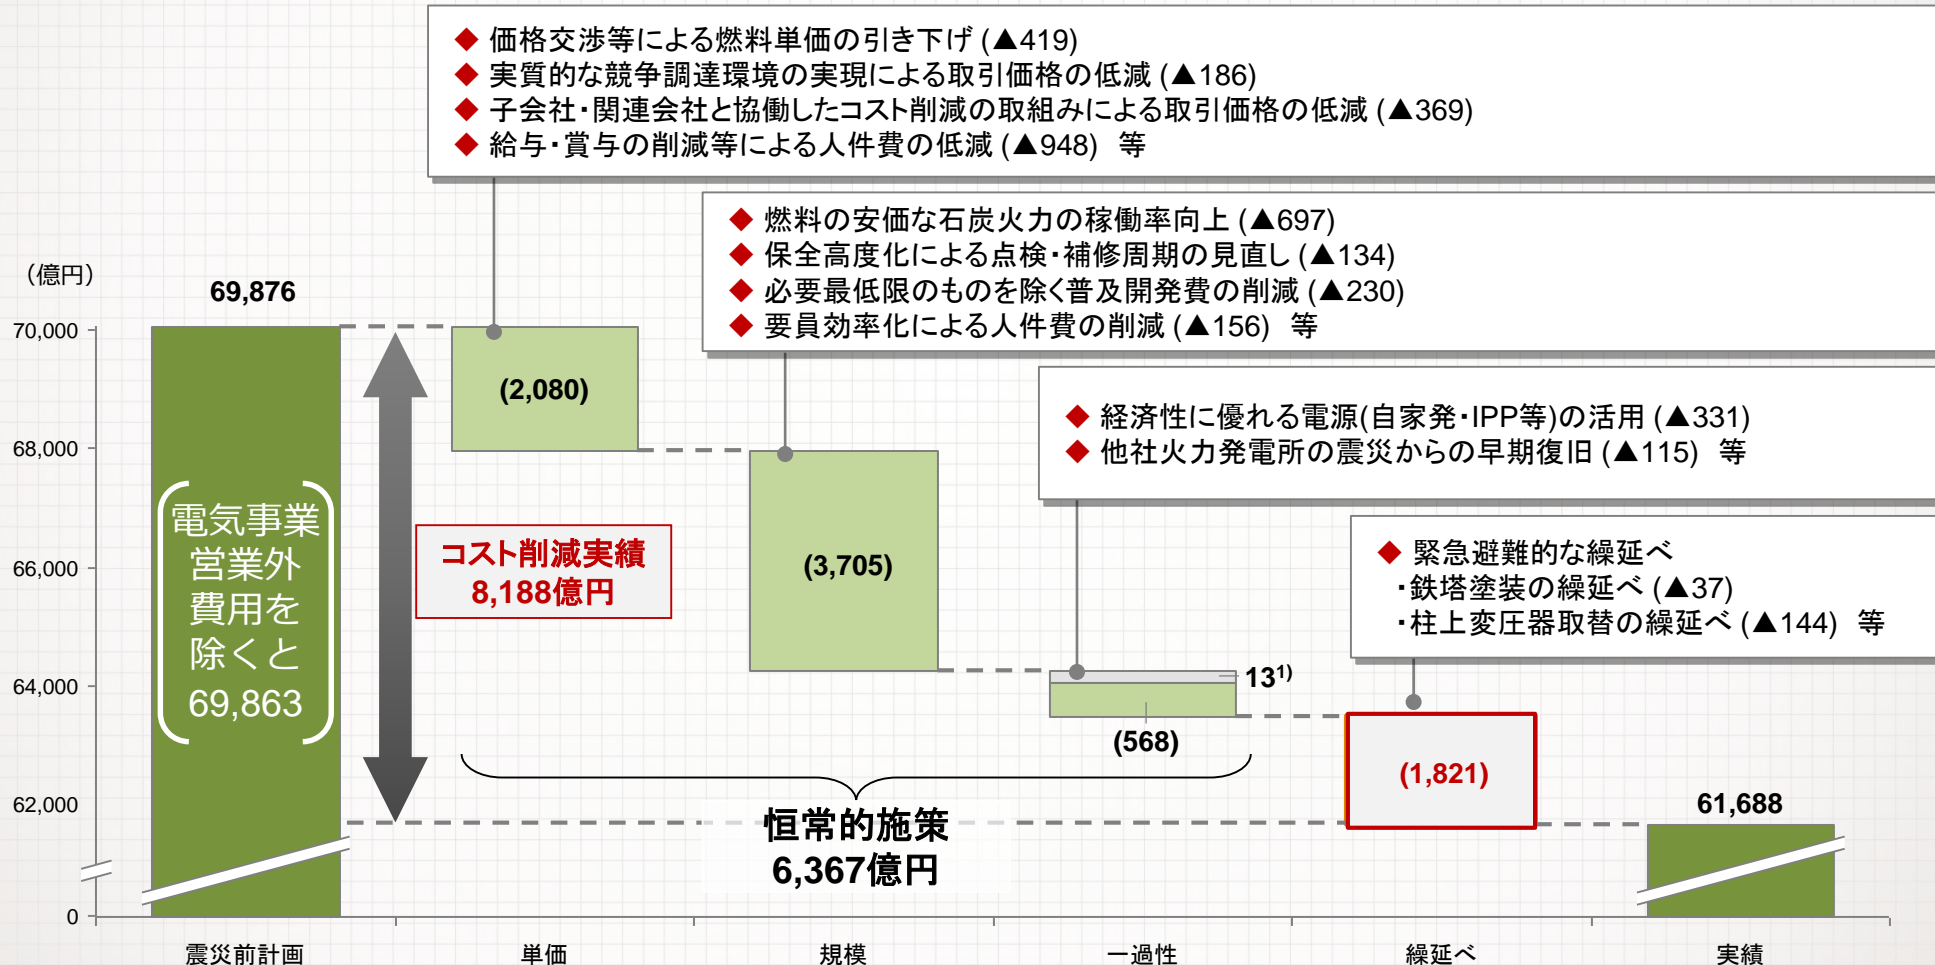 ◆ 価格交渉等による燃料単価の引き下げ (▲419)
◆ 実質的な競争調達環境の実現による取引価格の低減 (▲186)
◆ 子会社・関連会社と協働したコスト削減の取組みによる取引価格の低減 (▲369)
◆ 給与・賞与の削減等による人件費の低減 (▲948) 等
◆ 燃料の安価な石炭火力の稼働率向上 (▲697)
◆ 保全高度化による点検・補修周期の見直し (▲134)
◆ 必要最低限のものを除く普及開発費の削減 (▲230)
◆ 要員効率化による人件費の削減 (▲156) 等
◆ 経済性に優れる電源(自家発・IPP等)の活用 (▲331)
◆ 他社火力発電所の震災からの早期復旧 (▲115) 等
◆ 緊急避難的な繰延べ
・鉄塔塗装の繰延べ (▲37)
・柱上変圧器取替の繰延べ (▲144) 等
（億円）
70,000
68,000
66,000
64,000
62,000
0
69,876
電気事業
営業外
費用を
除くと
69,863
コスト削減実績
8,188億円
(2,080)
(3,705)
13¹⁾
(568)
(1,821)
61,688
恒常的施策
6,367億円
震災前計画
単価
規模
一過性
繰延べ
実績